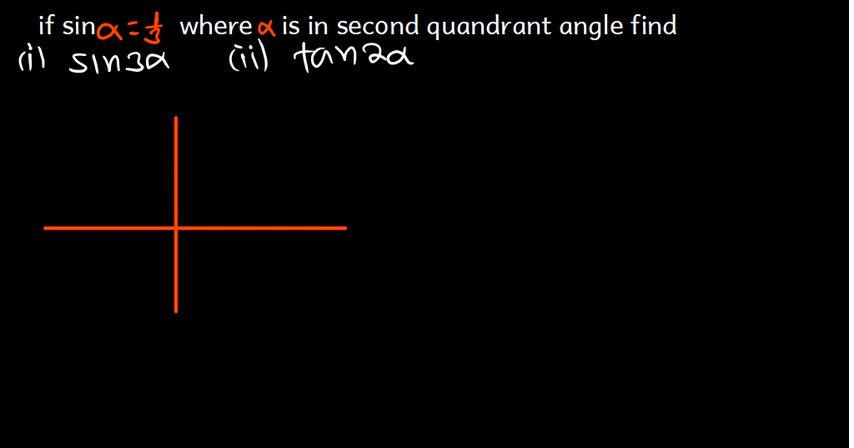 if sinα = 1/3 where α is in second quandrant angle find
(i) sin3α (ii) tan2α